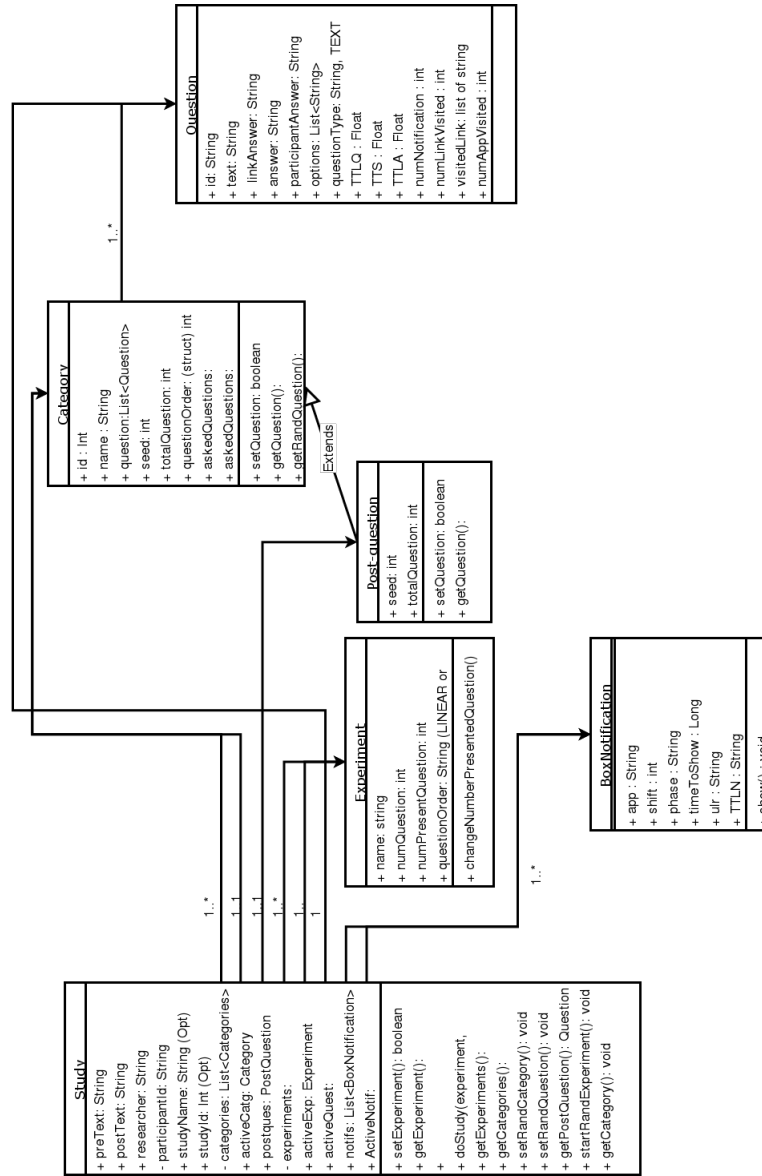 Study
+ preText: String
+ postText: String
+ researcher: String
- participantId: String
+ studyName: String (Opt)
+ studyId: Int (Opt)
- categories: List<Categories>
+ activeCatg: Category
+ postques: PostQuestion
- experiments:
+ activeExp: Experiment
+ activeQuest:
+ notifs: List<BoxNotification>
+ ActiveNotif:
+ setExperiment(): boolean
+ getExperiment():
+
+ doStudy(experiment,
+ getExperiments():
+ getCategories():
+ setRandCategory(): void
+ setRandQuestion(): void
+ getPostQuestion(): Question
+ startRandExperiment(): void
+ getCategory(): void
1..*
1..1
1..1
1..*
1..
1
1..*
Experiment
+ name: string
+ numQuestion: int
+ numPresentQuestion: int
+ questionOrder: String (LINEAR or
+ changeNumberPresentedQuestion()
BoxNotification
+ app : String
+ shift : int
+ phase : String
+ timeToShow : Long
+ ulr : String
+ TTLN : String
+ show() : void
Post-question
+ seed: int
+ totalQuestion: int
+ setQuestion: boolean
+ getQuestion():
Extends
Category
+ id : Int
+ name : String
+ question:List<Question>
+ seed: int
+ totalQuestion: int
+ questionOrder: (struct) int
+ askedQuestions:
+ askedQuestions:
+ setQuestion: boolean
+ getQuestion():
+ getRandQuestion():
1..*
Question
+ id: String
+ text: String
+ linkAnswer: String
+ answer: String
+ participantAnswer: String
+ options: List<String>
+ questionType: String, TEXT
+ TTLQ : Float
+ TTS : Float
+ TTLA : Float
+ numNotification : int
+ numLinkVisited : int
+ visitedLink: list of string
+ numAppVisited : int